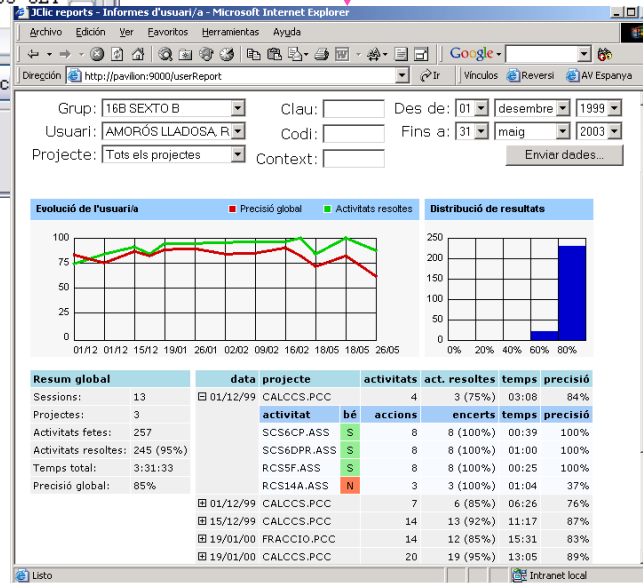 JClic reports - Informes d'usuari/a - Microsoft Internet Explorer
Archivo Edición Ver Favoritos Herramientas Ayuda
Google
Dirección http://pavilion:9000/userReport Ir Vínculos Reversi AV Espanya
Grup: 16B SEXTO B Clau: Des de: 01 desembre 1999
Usuari: AMORÓS LLADOSA, R Codi: Fins a: 31 maig 2003
Projecte: Tots els projectes Context: Enviar dades...
Evolució de l'usuari/a Precisió global Activitats resoltes Distribució de resultats
100
75
50
25
0
01/12 01/12 15/12 19/01 26/01 02/02 09/02 16/02 18/05 18/05 26/05
250
200
150
100
50
0
0% 20% 40% 60% 80%
Resum global
Sessions: 13
Projectes: 3
Activitats fetes: 257
Activitats resoltes: 245 (95%)
Temps total: 3:31:33
Precisió global: 85%
data projecte activitats act. resoltes temps precisió
01/12/99 CALCCS.PCC 4 3 (75%) 03:08 84%
activitat bé accions encerts temps precisió
SCS6CP.ASS S 8 8 (100%) 00:39 100%
SCS6DPR.ASS S 8 8 (100%) 01:00 100%
RCS5F.ASS S 8 8 (100%) 00:25 100%
RCS14A.ASS N 3 3 (100%) 01:04 37%
01/12/99 CALCCS.PCC 7 6 (85%) 06:26 76%
15/12/99 CALCCS.PCC 14 13 (92%) 11:17 87%
19/01/00 FRACCIO.PCC 14 12 (85%) 15:31 83%
19/01/00 CALCCS.PCC 20 19 (95%) 13:05 89%
Listo Intranet local